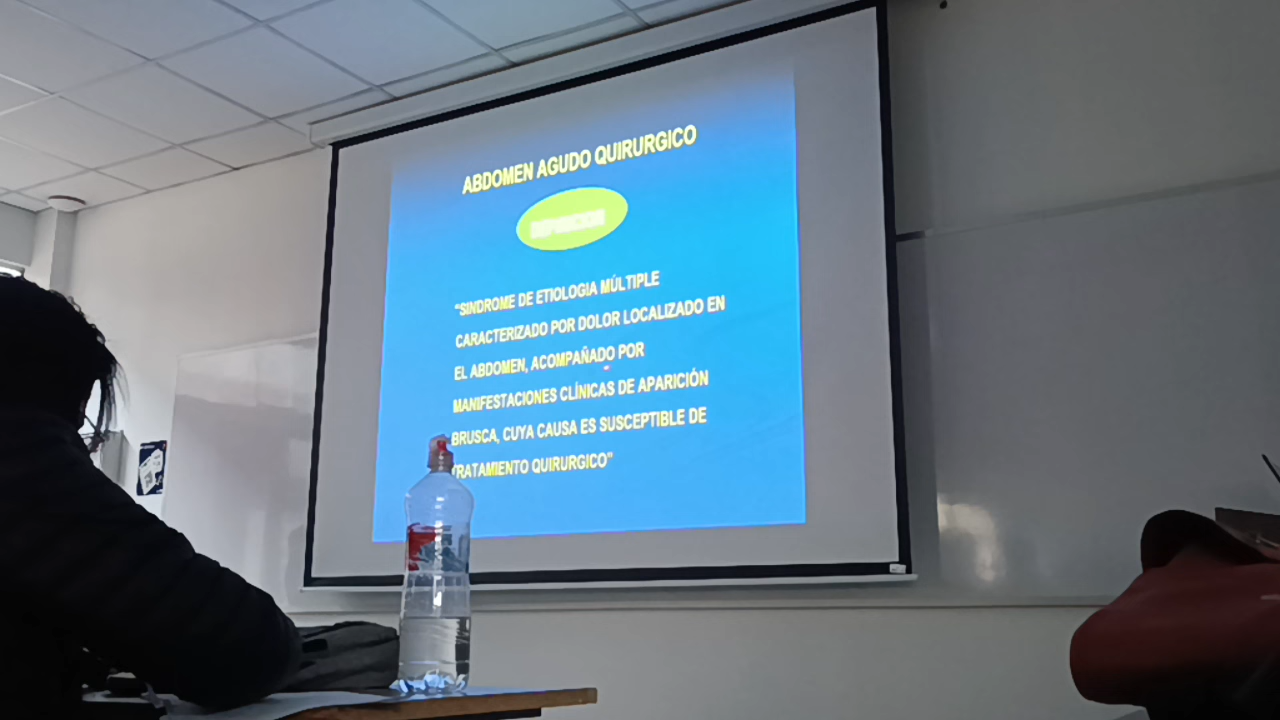 ABDOMEN AGUDO QUIRURGICO
“SINDROME DE ETIOLOGIA MÚLTIPLE
CARACTERIZADO POR DOLOR LOCALIZADO EN
EL ABDOMEN, ACOMPAÑADO POR
MANIFESTACIONES CLÍNICAS DE APARICIÓN
BRUSCA, CUYA CAUSA ES SUSCEPTIBLE DE
TRATAMIENTO QUIRURGICO”